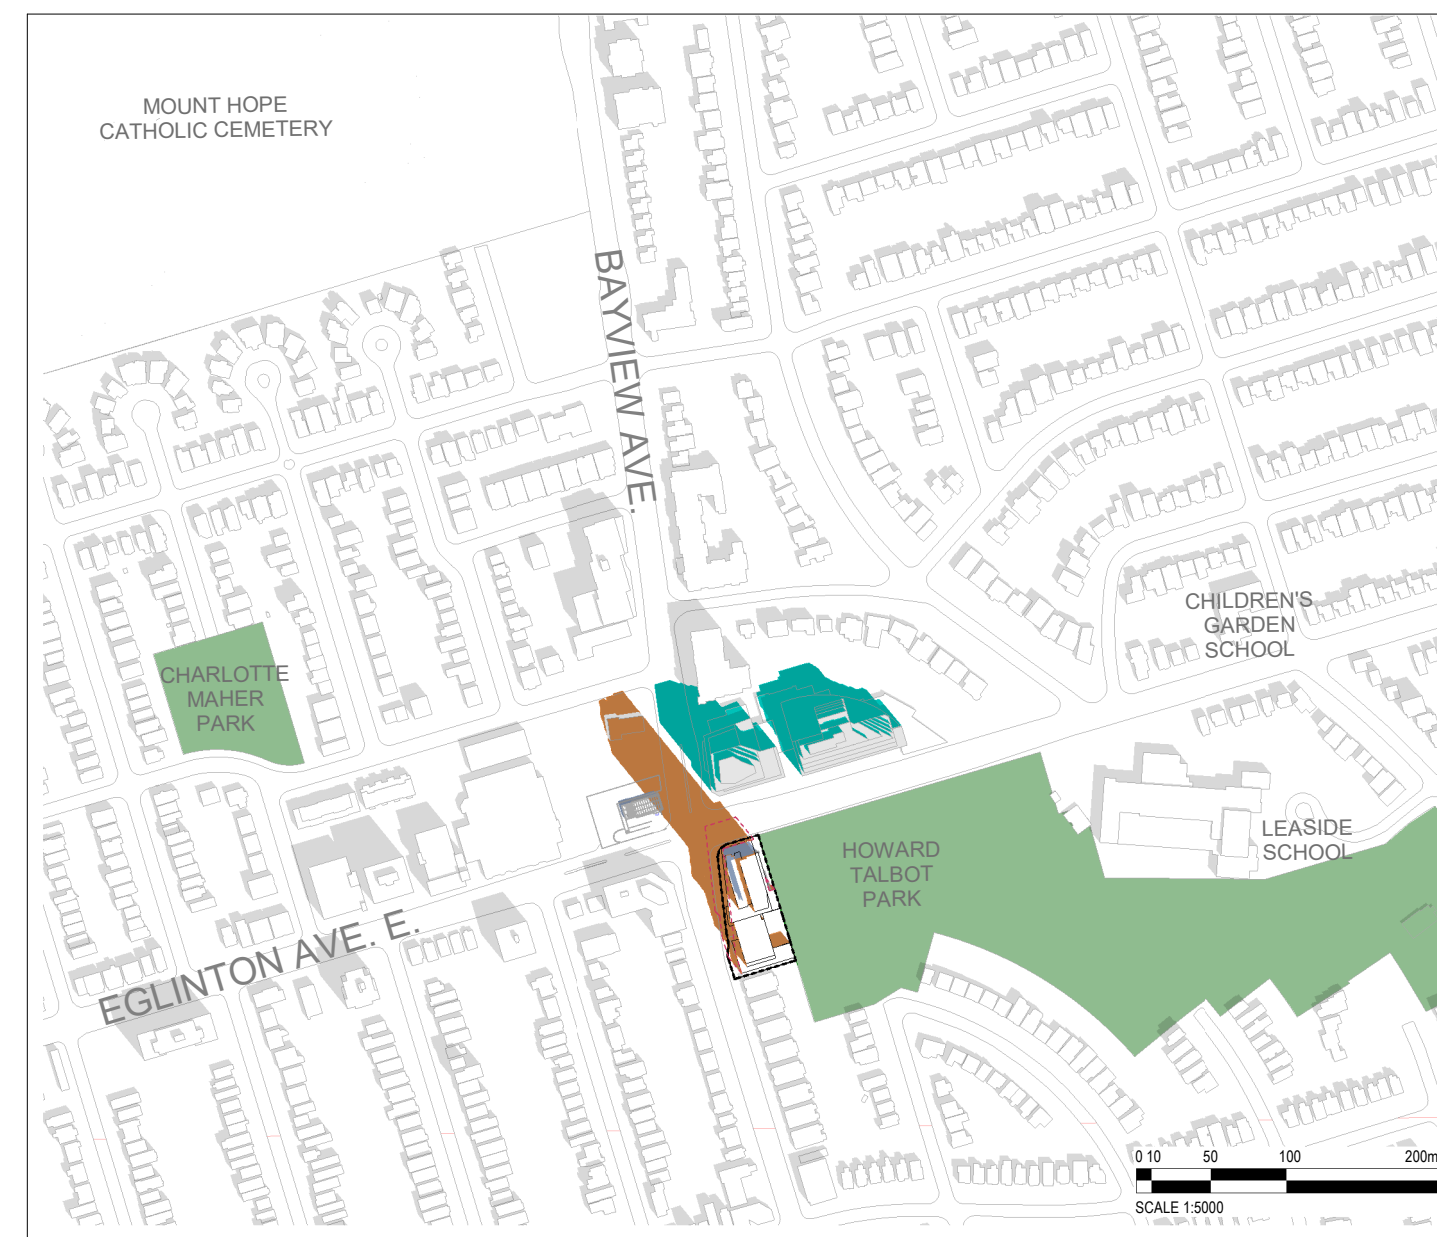 MOUNT HOPE
CATHOLIC CEMETERY
BAYVIEW AVE.
CHILDREN'S
GARDEN
SCHOOL
CHARLOTTE
MAHER
PARK
HOWARD
TALBOT
PARK
LEASIDE
SCHOOL
EGLINTON AVE. E.
0 10 50 100 200m
SCALE 1:5000